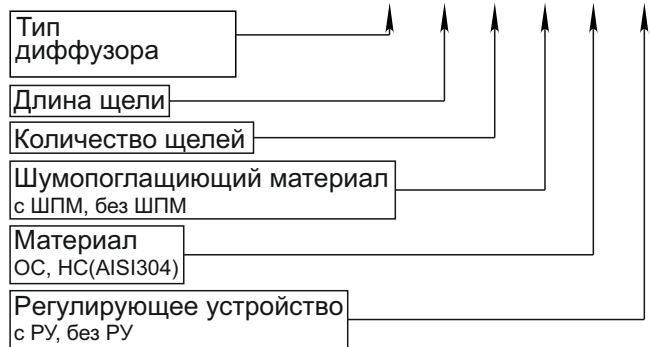 Тип
диффузора
Длина щели
Количество щелей
Шумопоглациющий материал
с ШПМ, без ШПМ
Материал
ОС, НС(AISI304)
Регулирующее устройство
с РУ, без РУ